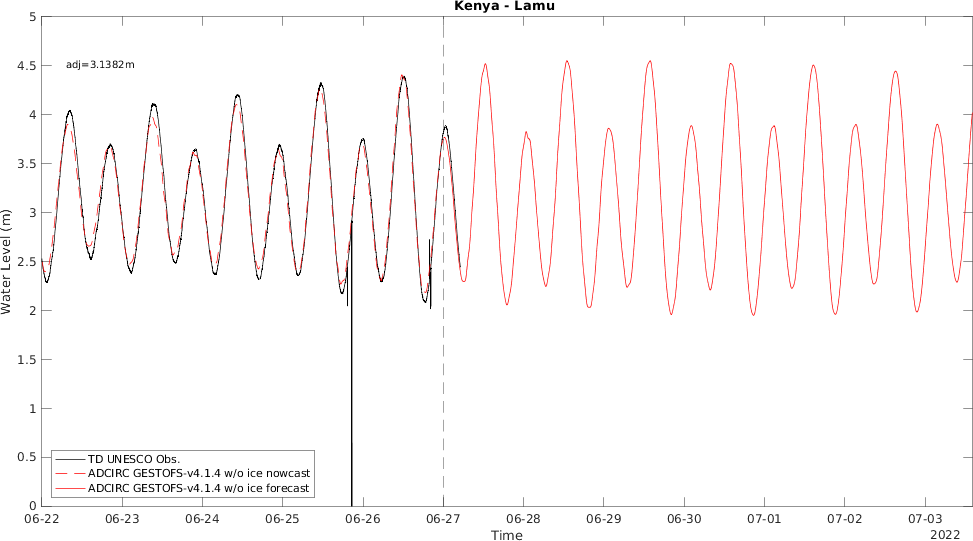 Kenya - Lamu
5
4.5
4
3.5
3
2.5
2
1.5
1
0.5
0
Water Level (m)
adj=3.1382m
TD UNESCO Obs.
ADCIRC GESTOFS-v4.1.4 w/o ice nowcast
ADCIRC GESTOFS-v4.1.4 w/o ice forecast
06-22 06-23 06-24 06-25 06-26 06-27 06-28 06-29 06-30 07-01 07-02 07-03
Time
2022